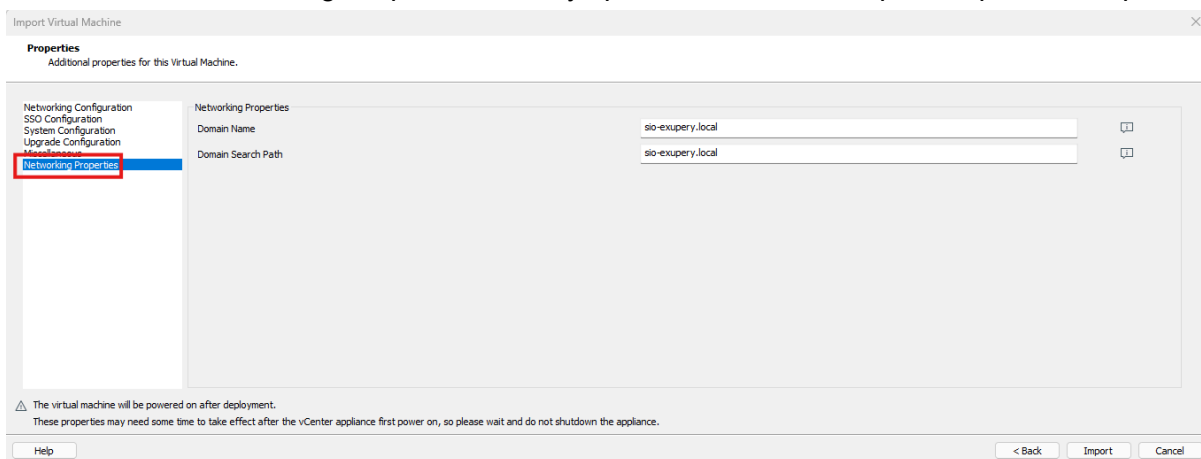 Import Virtual Machine
Properties
Additional properties for this Virtual Machine.
Networking Configuration
SSO Configuration
System Configuration
Upgrade Configuration
Miscellaneous
Networking Properties
Networking Properties
Domain Name
sio-exupery.local
Domain Search Path
sio-exupery.local
The virtual machine will be powered on after deployment.
These properties may need some time to take effect after the vCenter appliance first power on, so please wait and do not shutdown the appliance.
Help
< Back
Import
Cancel